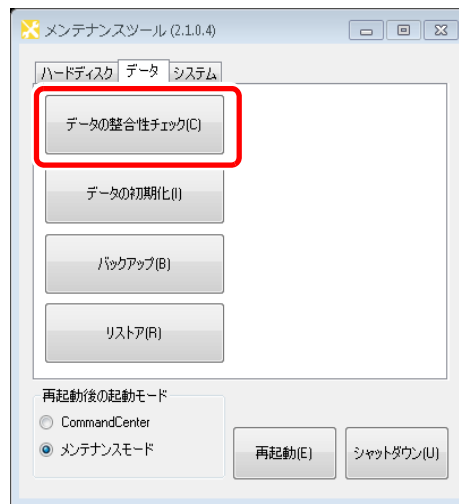 メンテナンスツール (2.1.0.4)
ハードディスク データ システム
データの整合性チェック(C)
データの初期化(I)
バックアップ(B)
リストア(R)
再起動後の起動モード
CommandCenter
メンテナンスモード
再起動(E) シャットダウン(U)